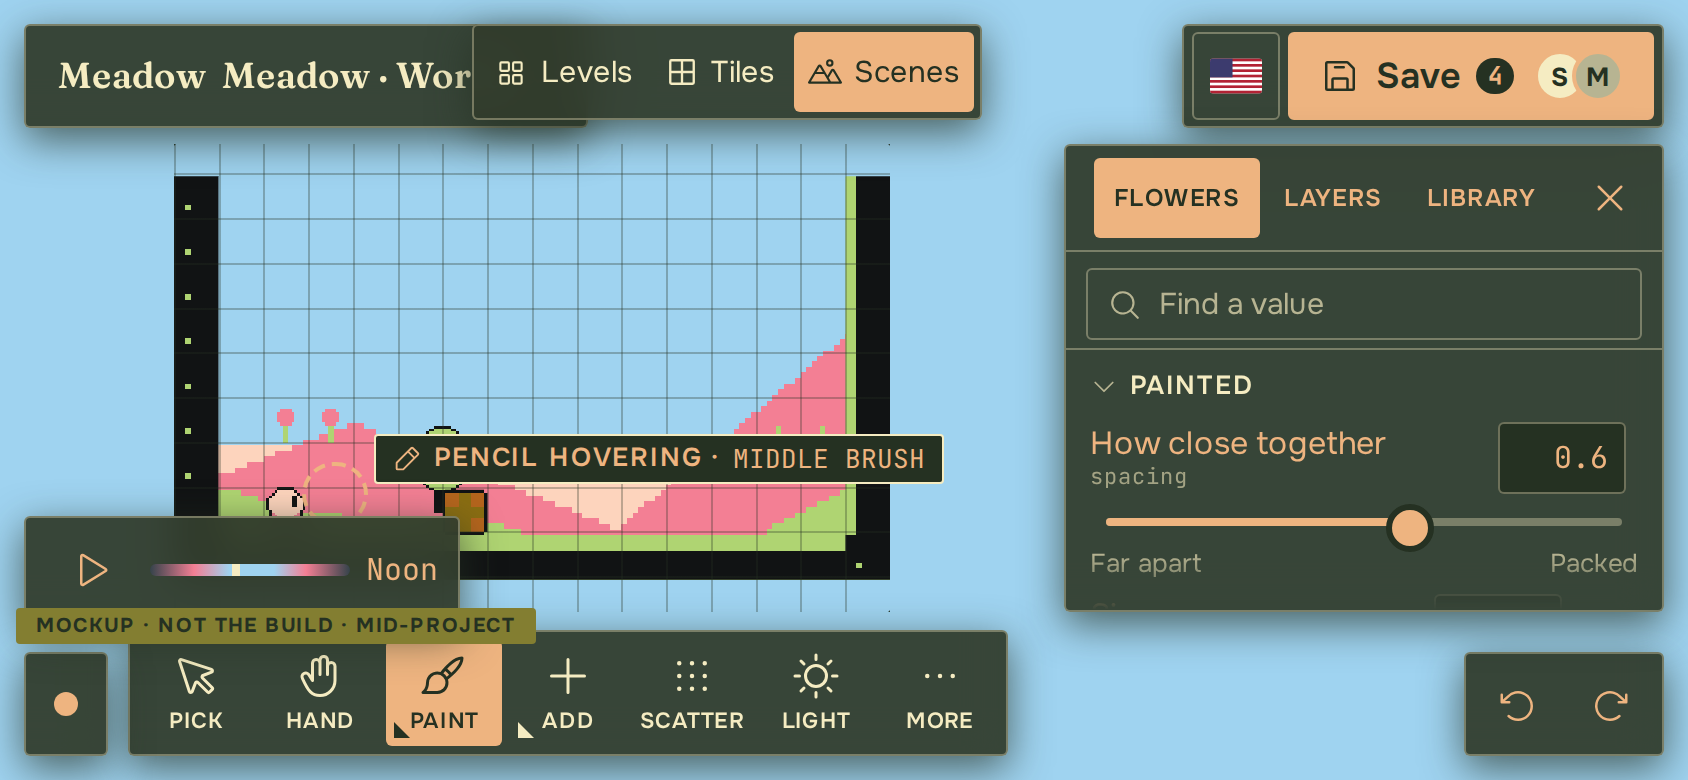 Meadow Meadow · Wor
Levels
Tiles
Scenes
Save 4 S M
FLOWERS LAYERS LIBRARY
Find a value
PAINTED
How close together
spacing
0.6
Far apart Packed
PENCIL HOVERING · MIDDLE BRUSH
Noon
MOCKUP · NOT THE BUILD · MID-PROJECT
PICK HAND PAINT ADD SCATTER LIGHT MORE